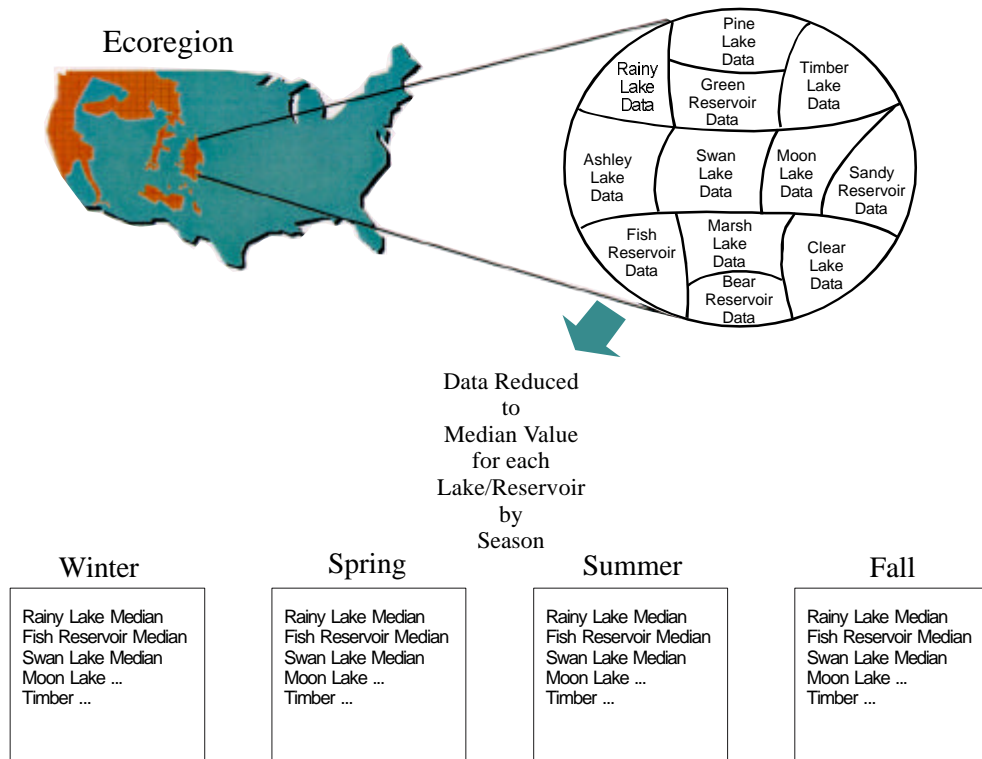 Ecoregion
Pine
Lake
Data
Rainy
Lake
Data
Green
Reservoir
Data
Timber
Lake
Data
Ashley
Lake
Data
Swan
Lake
Data
Moon
Lake
Data
Sandy
Reservoir
Data
Fish
Reservoir
Data
Marsh
Lake
Data
Clear
Lake
Data
Bear
Reservoir
Data
Data Reduced
to
Median Value
for each
Lake/Reservoir
by
Season
Winter
Rainy Lake Median
Fish Reservoir Median
Swan Lake Median
Moon Lake ...
Timber ...
Spring
Rainy Lake Median
Fish Reservoir Median
Swan Lake Median
Moon Lake ...
Timber ...
Summer
Rainy Lake Median
Fish Reservoir Median
Swan Lake Median
Moon Lake ...
Timber ...
Fall
Rainy Lake Median
Fish Reservoir Median
Swan Lake Median
Moon Lake ...
Timber ...